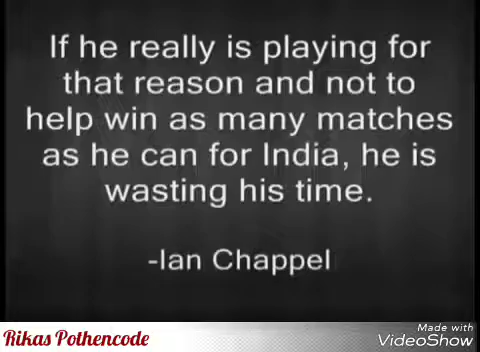 If he really is playing for
that reason and not to
help win as many matches
as he can for India, he is
wasting his time.
-Ian Chappel
Made with
Rikas Pothencode
VideoShow